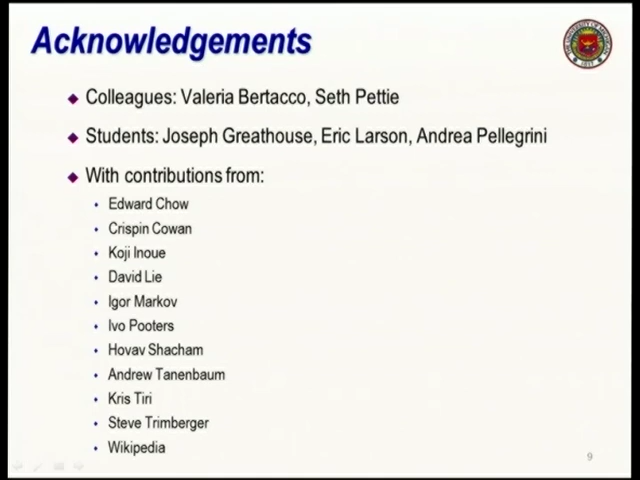 Acknowledgements
Colleagues: Valeria Bertacco, Seth Pettie
Students: Joseph Greathouse, Eric Larson, Andrea Pellegrini
With contributions from:
Edward Chow
Crispin Cowan
Koji Inoue
David Lie
Igor Markov
Ivo Pooters
Hovav Shacham
Andrew Tanenbaum
Kris Tiri
Steve Trimberger
Wikipedia
9